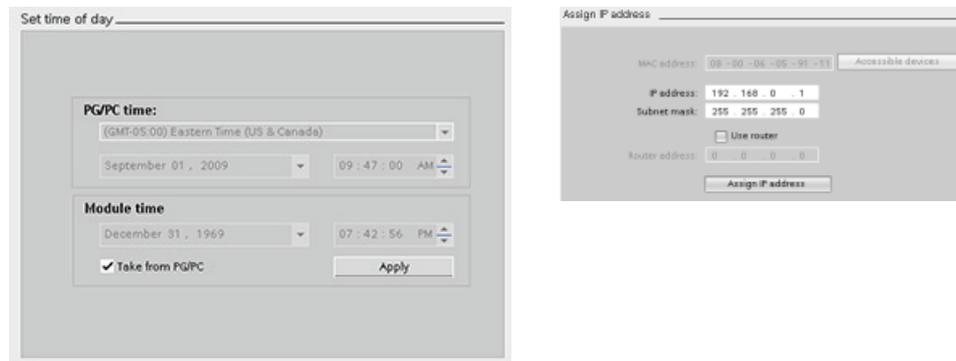 Set time of day
PG/PC time:
(GMT-05:00) Eastern Time (US & Canada)
September 01 , 2009
09 : 47 : 00 AM
Module time
December 31 , 1969
07 : 42 : 56 PM
Take from PG/PC
Apply
Assign IP address
MAC address: 08 -00 -06 -05 -91 -11 Accessible devices
IP address: 192 . 168 . 0 . 1
Subnet mask: 255 . 255 . 255 . 0
Use router
Router address: 0 . 0 . 0 . 0
Assign IP address